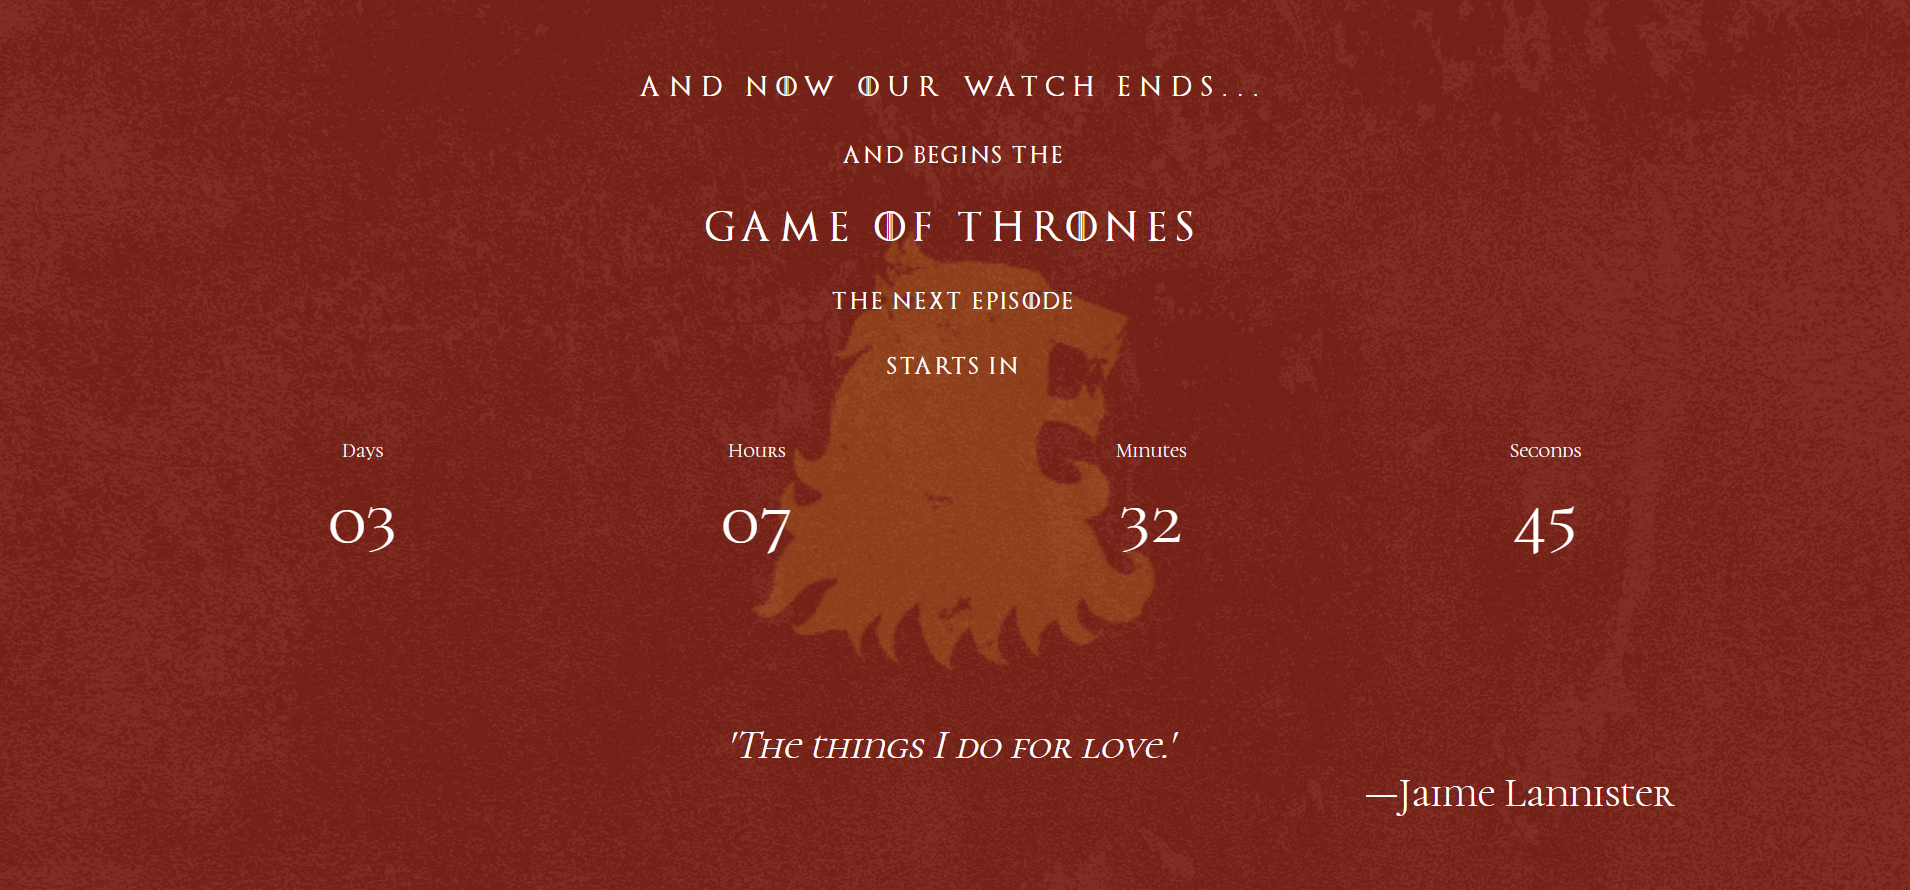 AND NOW OUR WATCH ENDS...
AND BEGINS THE
GAME OF THRONES
THE NEXT EPISODE
STARTS IN
Days Hours Minutes Seconds
03 07 32 45
'The things I do for love.'
—Jaime Lannister